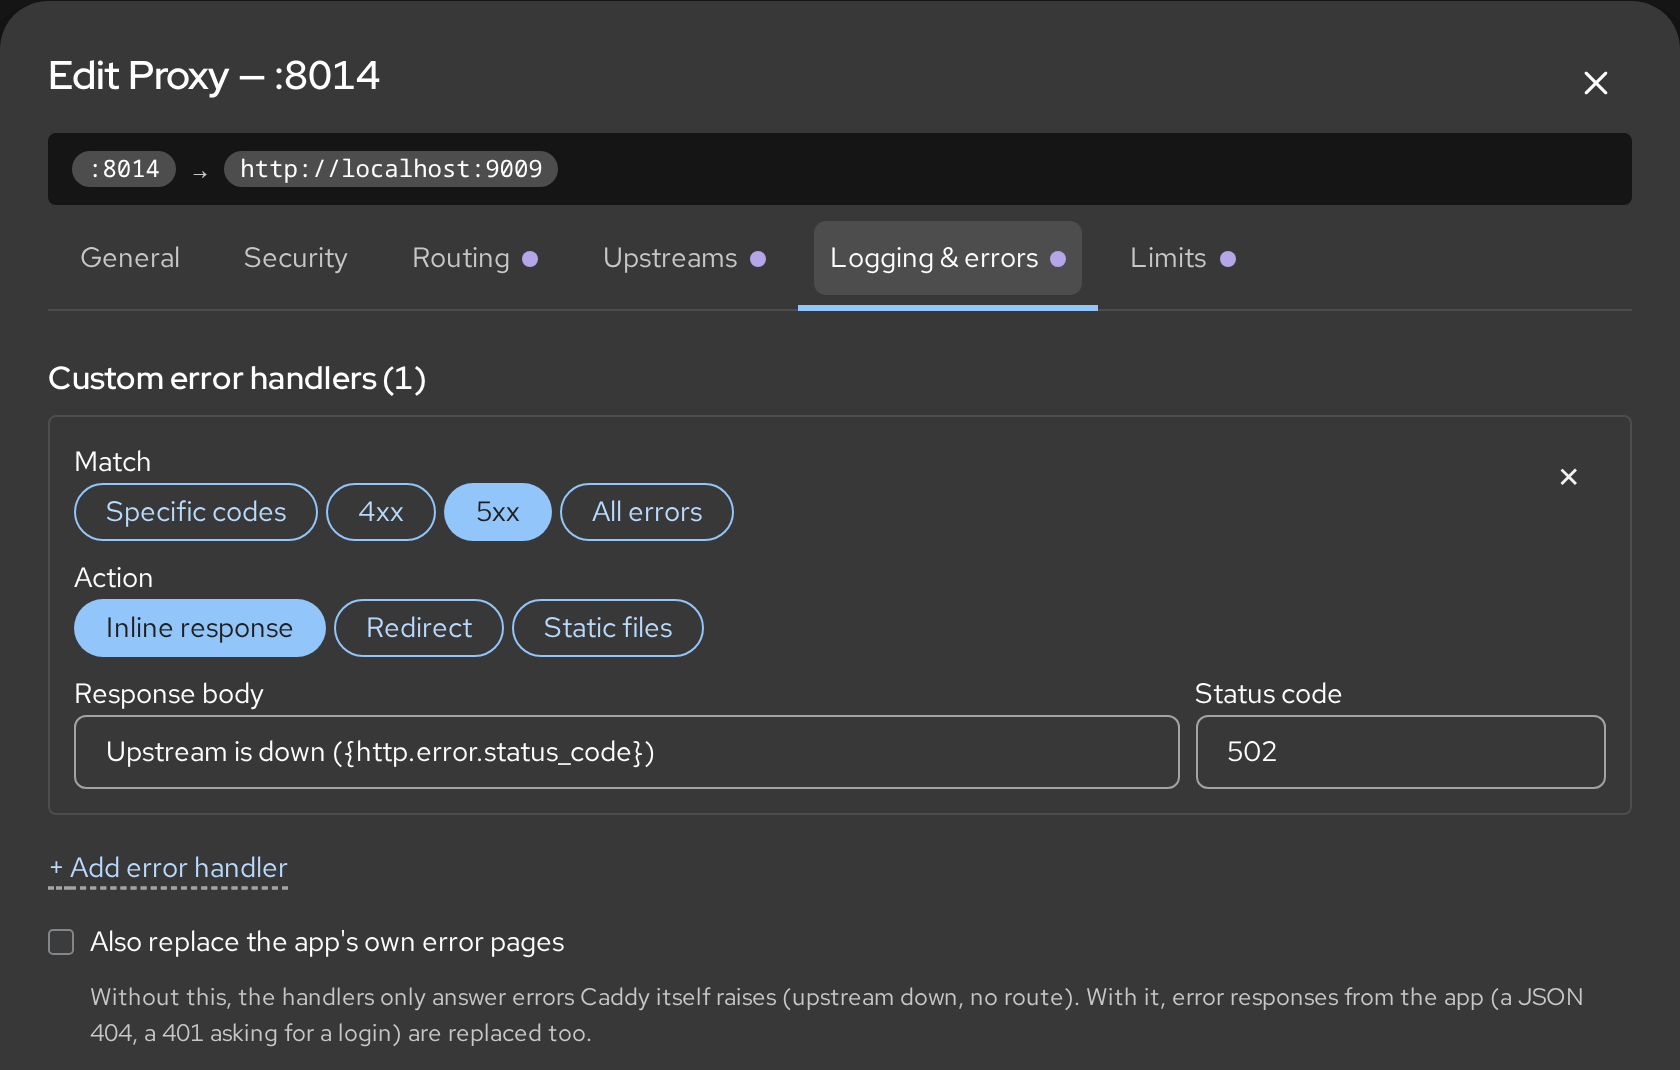 Edit Proxy – :8014
:8014 → http://localhost:9009
General Security Routing Upstreams Logging & errors Limits
Custom error handlers (1)
Match
Specific codes 4xx 5xx All errors
Action
Inline response Redirect Static files
Response body Status code
Upstream is down ({http.error.status_code}) 502
+ Add error handler
Also replace the app's own error pages
Without this, the handlers only answer errors Caddy itself raises (upstream down, no route). With it, error responses from the app (a JSON
404, a 401 asking for a login) are replaced too.